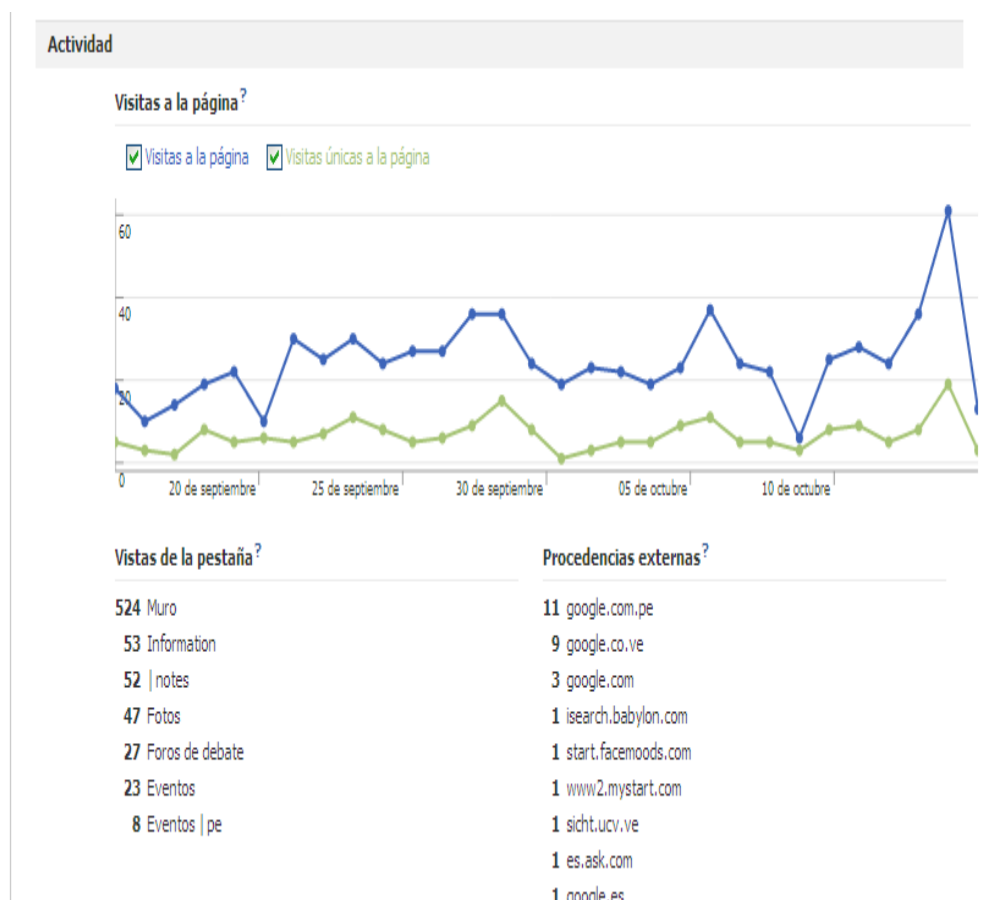 Actividad
Visitas a la página?
Visitas a la página Visitas únicas a la página
60
40
20
0
20 de septiembre 25 de septiembre 30 de septiembre 05 de octubre 10 de octubre
Vistas de la pestaña?
524 Muro
53 Information
52 | notes
47 Fotos
27 Foros de debate
23 Eventos
8 Eventos | pe
Procedencias externas?
11 google.com.pe
9 google.co.ve
3 google.com
1 isearch.babylon.com
1 start.facemoods.com
1 www2.mystart.com
1 sicht.ucv.ve
1 es.ask.com
1 google.es